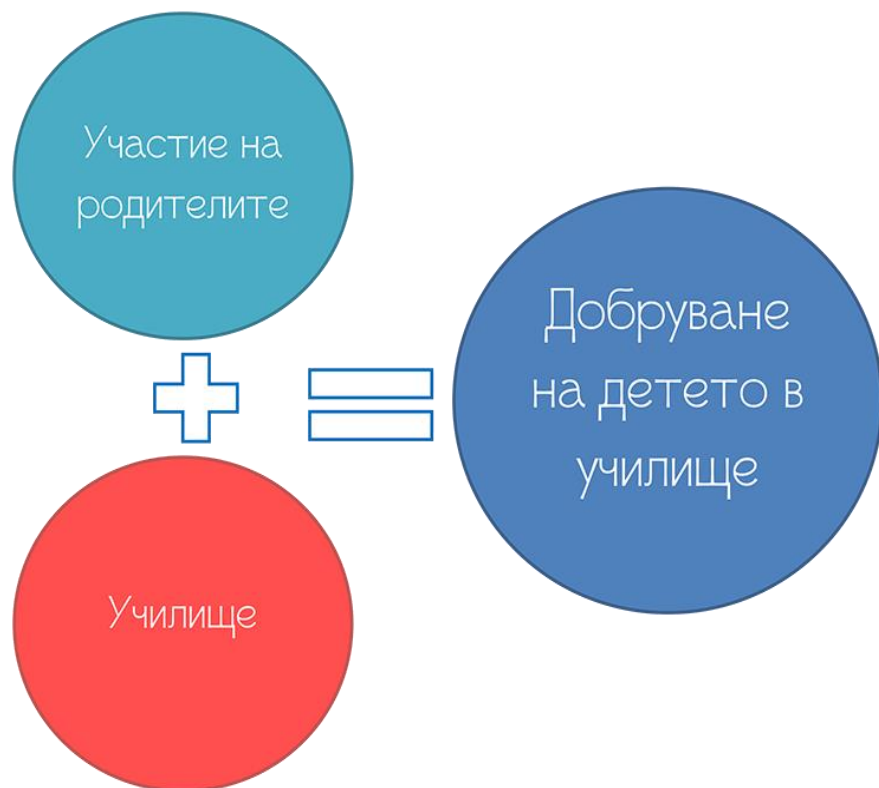 Участие на
родителите
Училище
Добруване
на детето в
училище